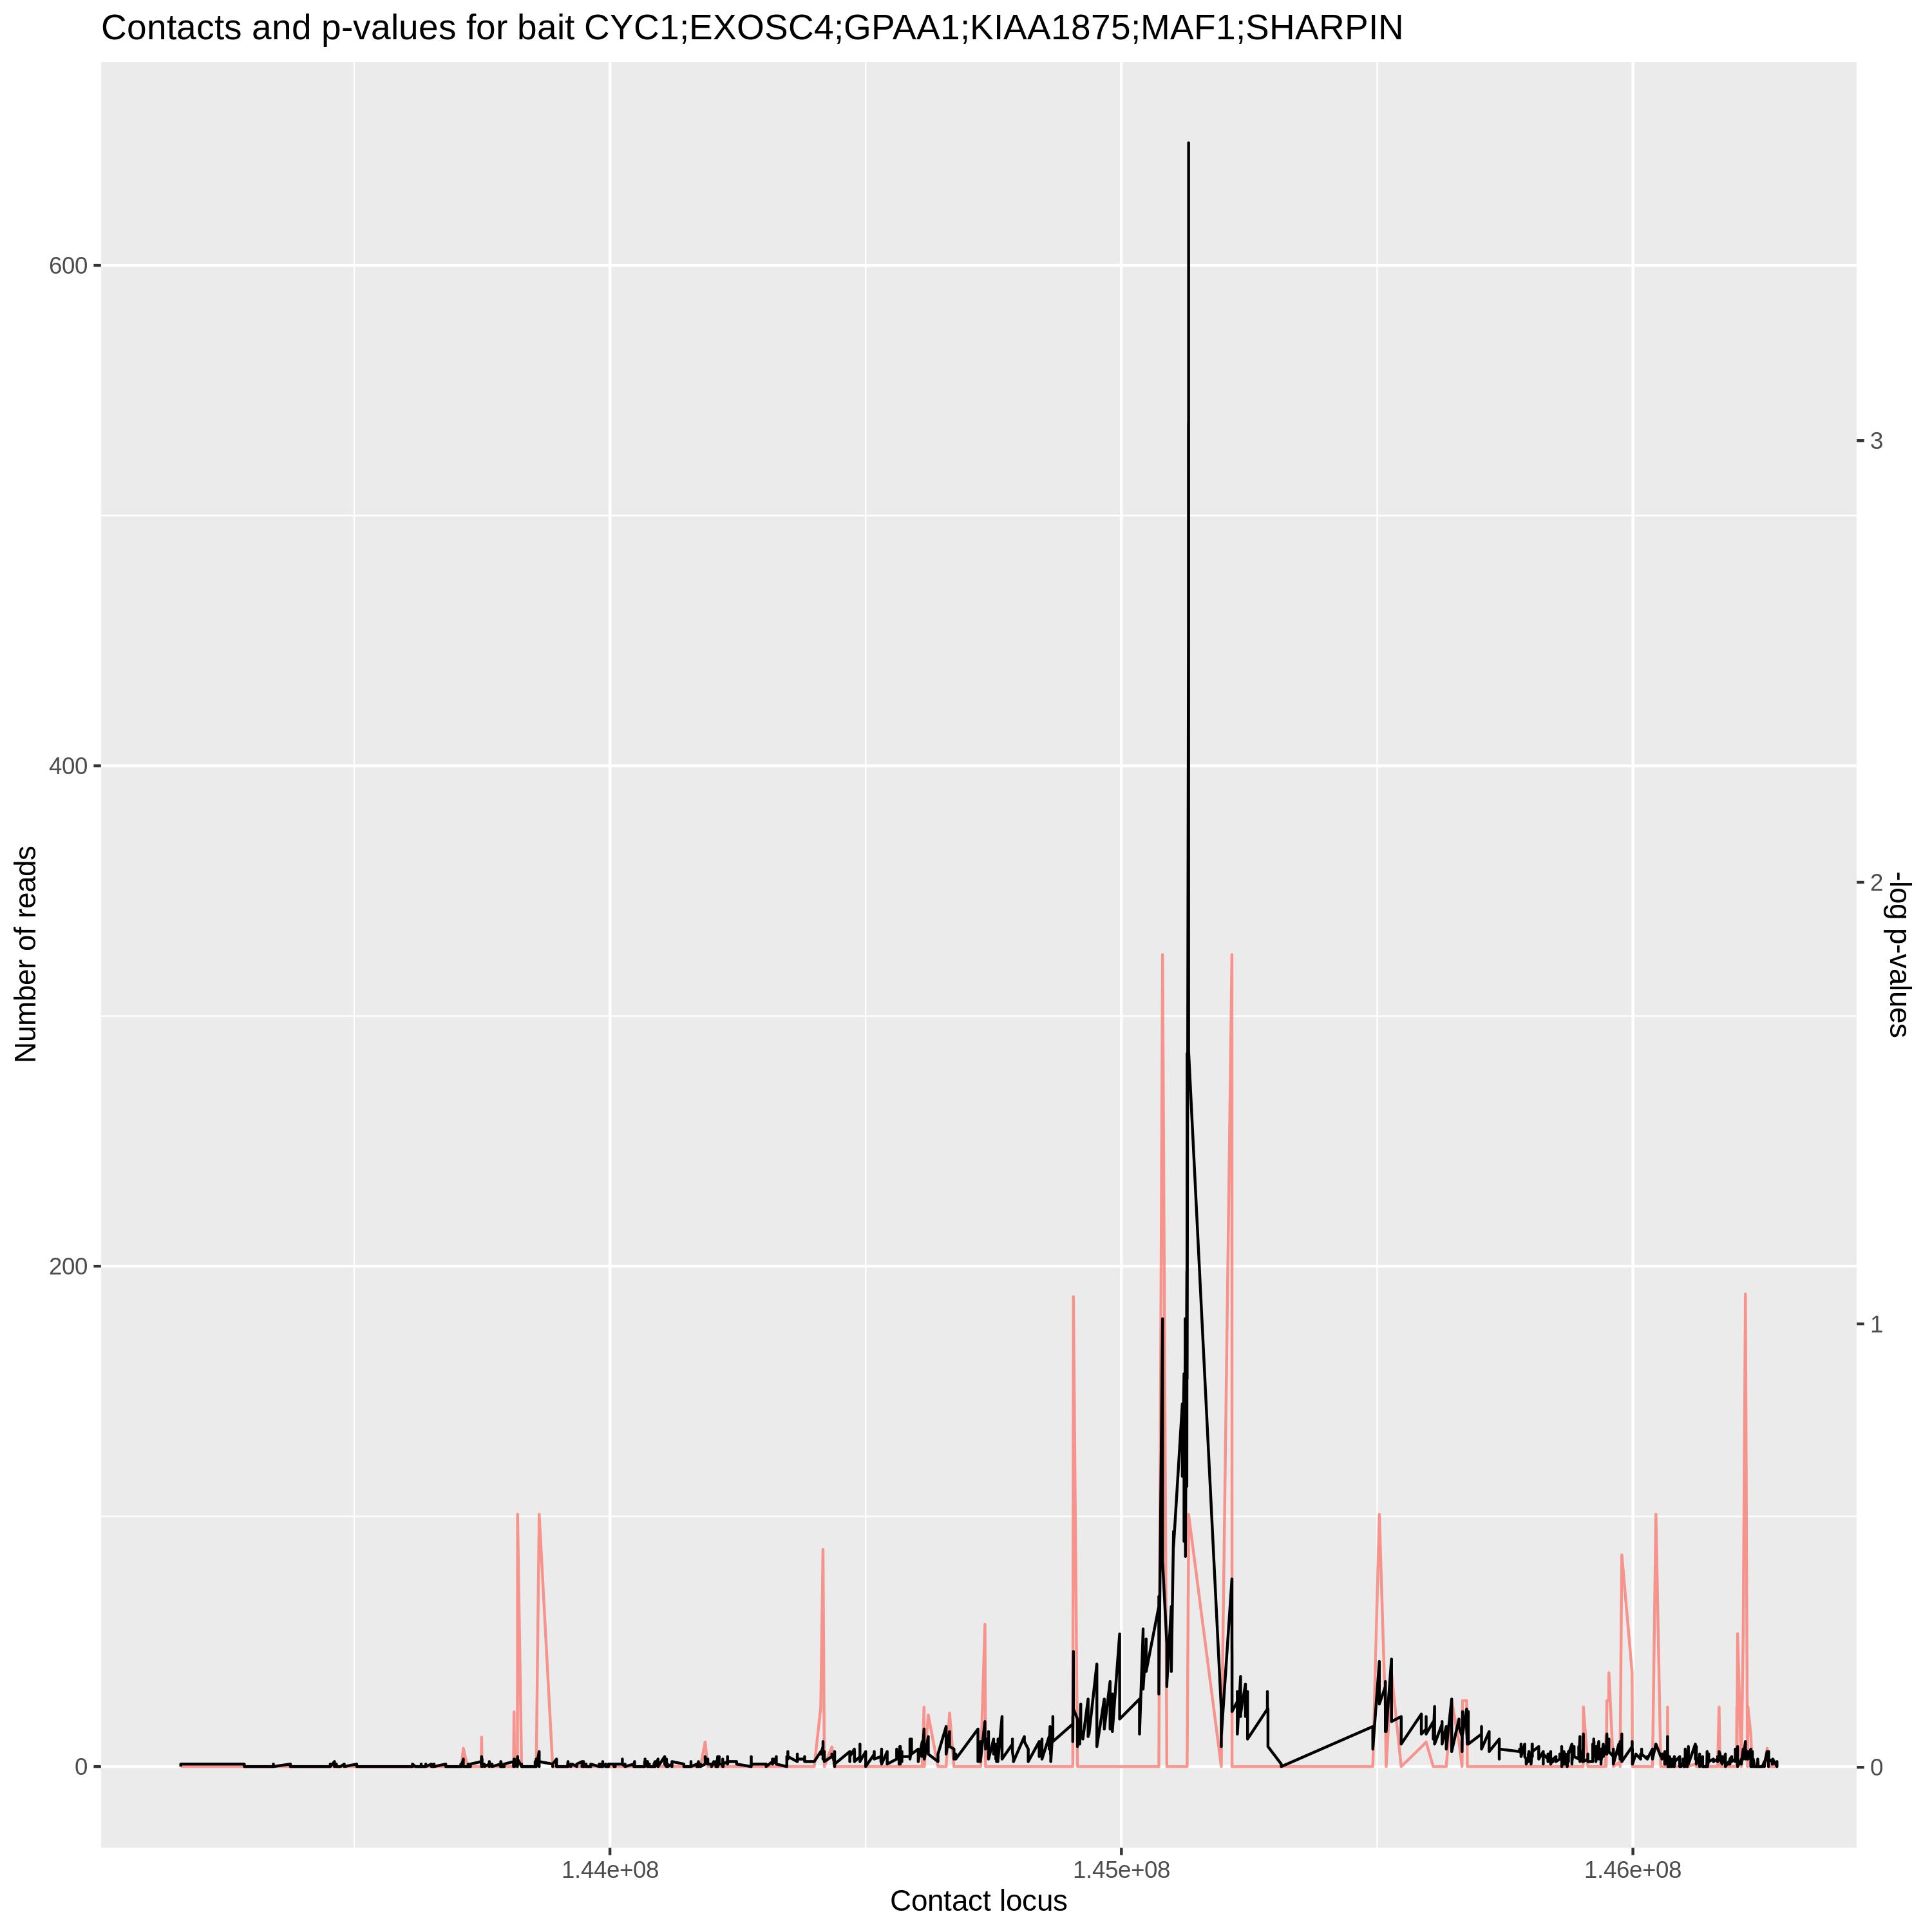 Contacts and p-values for bait CYC1;EXOSC4;GPAA1;KIAA1875;MAF1;SHARPIN
Number of reads
600
400
200
0
3
2
1
0
-log p-values
1.44e+08
1.45e+08
1.46e+08
Contact locus